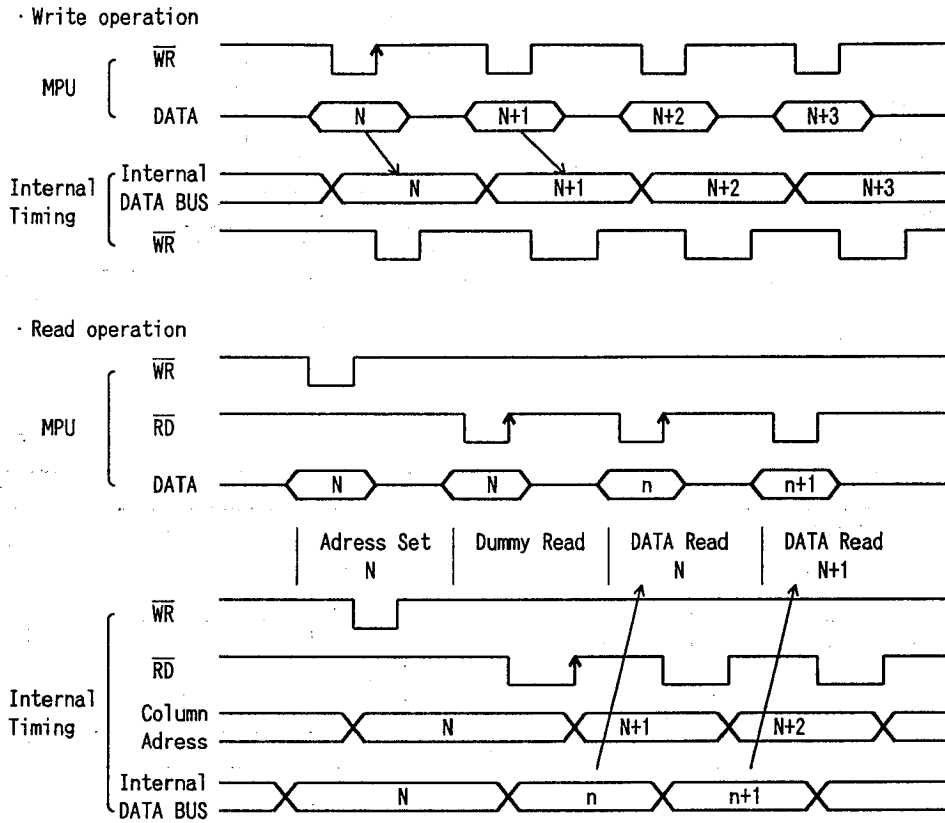 · Write operation
WR
MPU
DATA
N
N+1
N+2
N+3
Internal
Timing
Internal
DATA BUS
N
N+1
N+2
N+3
WR
· Read operation
WR
MPU
RD
DATA
N
N
n
n+1
Adress Set
N
Dummy Read
DATA Read
N
DATA Read
N+1
WR
Internal
Timing
RD
Column
Adress
N
N+1
N+2
Internal
DATA BUS
N
n
n+1